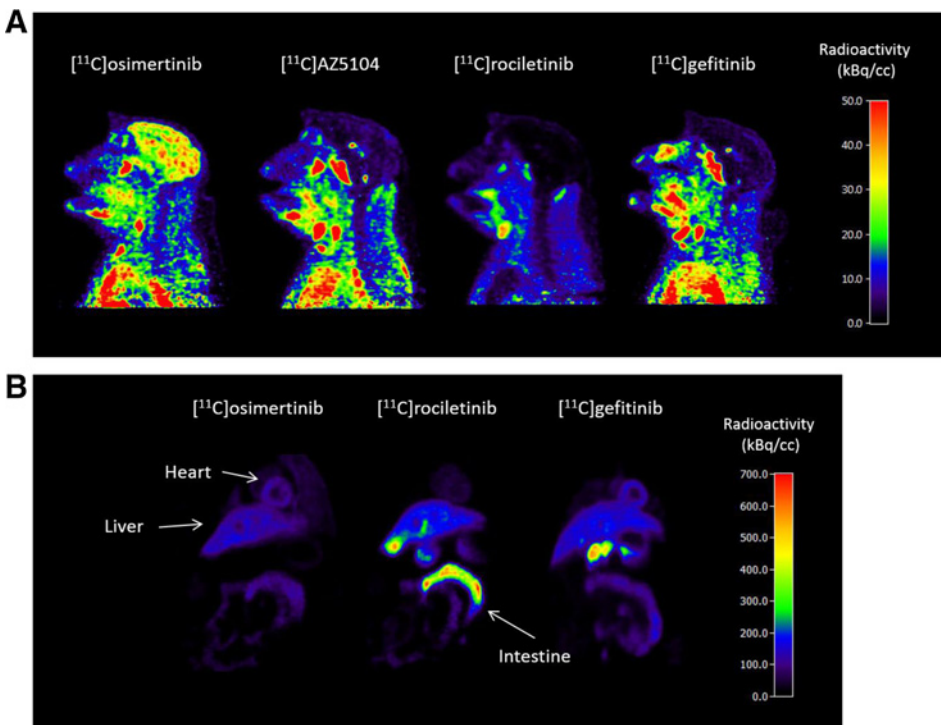 A
[¹¹C]osimertinib [¹¹C]AZ5104 [¹¹C]rociletinib [¹¹C]gefitinib
Radioactivity
(kBq/cc)
50.0
40.0
30.0
20.0
10.0
0.0
B
[¹¹C]osimertinib [¹¹C]rociletinib [¹¹C]gefitinib
Radioactivity
(kBq/cc)
Heart
Liver
Intestine
700.0
600.0
500.0
400.0
300.0
200.0
100.0
0.0